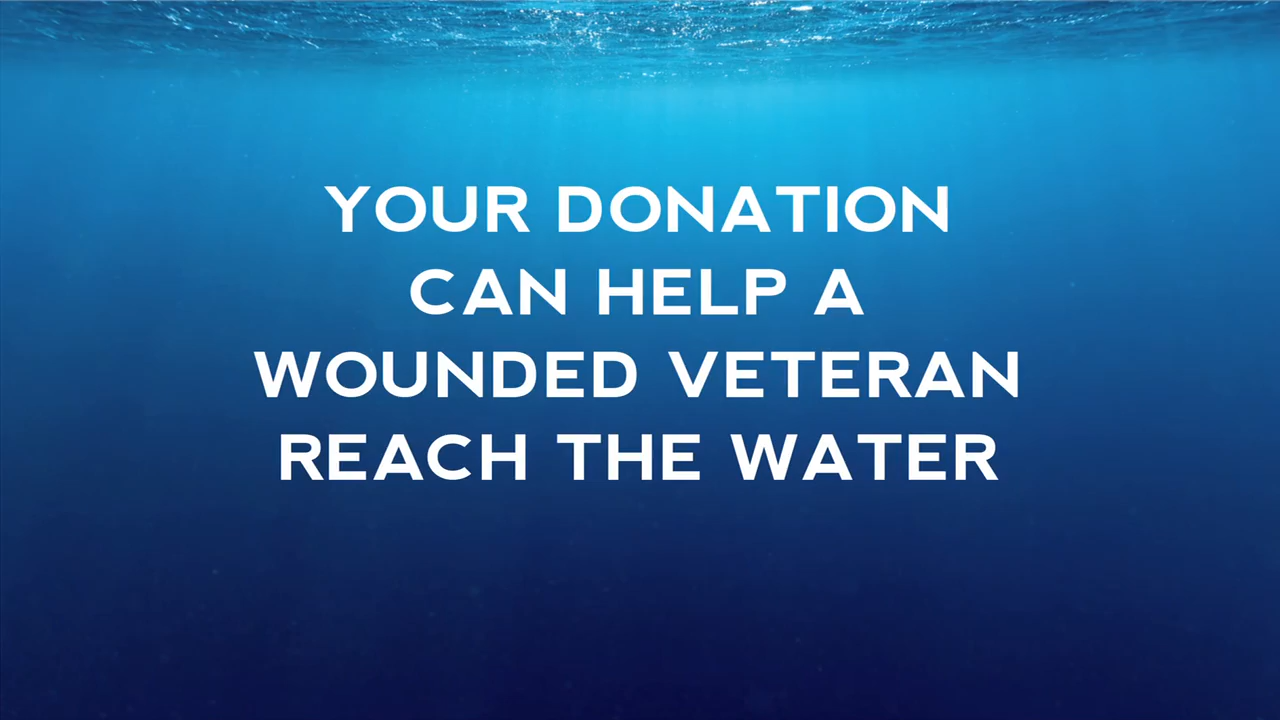 YOUR DONATION
CAN HELP A
WOUNDED VETERAN
REACH THE WATER